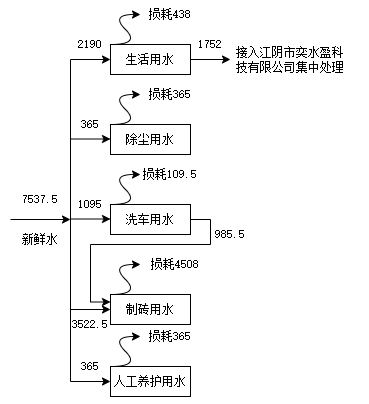 损耗438
2190
生活用水
1752
接入江阴市奕水盈科
技有限公司集中处理
损耗365
365
除尘用水
损耗109.5
7537.5
1095
洗车用水
新鲜水
985.5
损耗4508
制砖用水
3522.5
损耗365
365
人工养护用水